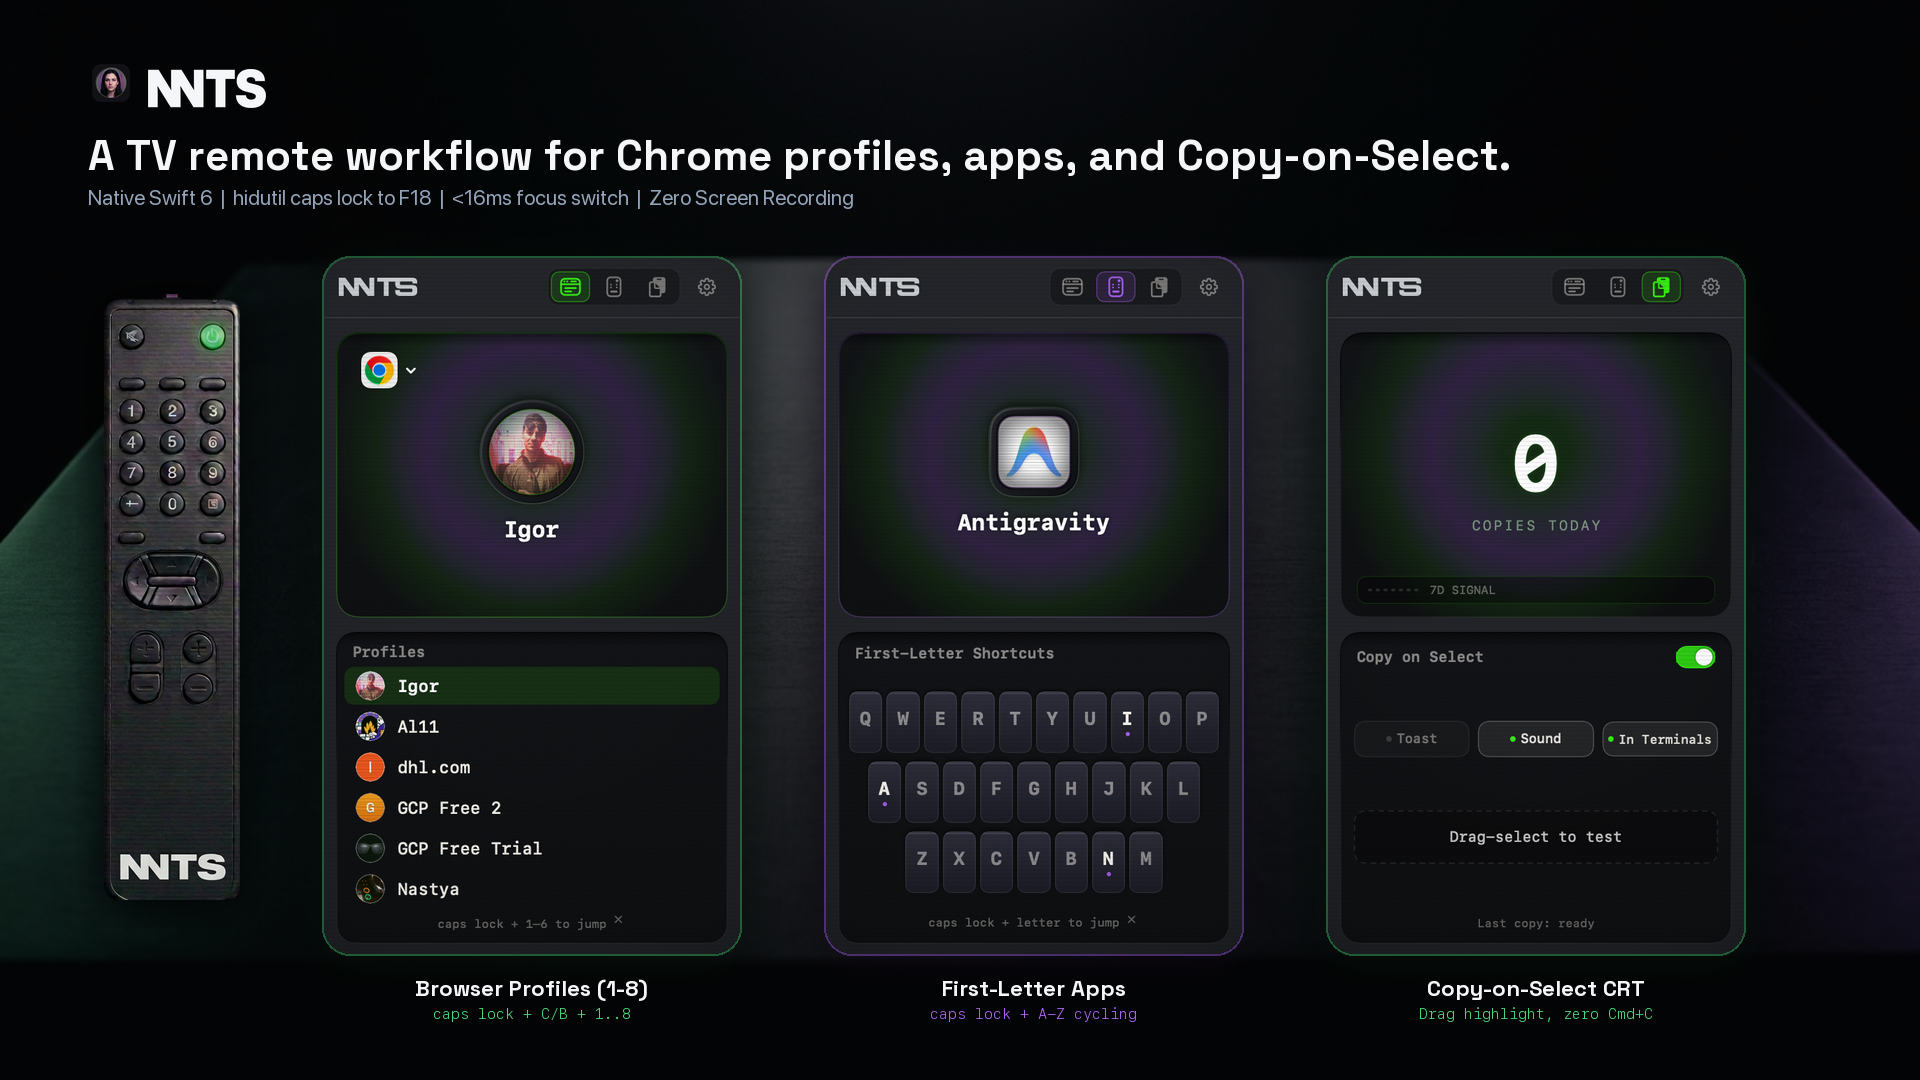 NNTS
A TV remote workflow for Chrome profiles, apps, and Copy-on-Select.
Native Swift 6 | hidutil caps lock to F18 | <16ms focus switch | Zero Screen Recording
1 2 3
4 5 6
7 8 9
0
NNTS
NNTS
Igor
Profiles
Igor
Al11
I dhl.com
G GCP Free 2
GCP Free Trial
Nastya
caps lock + 1–6 to jump ×
Browser Profiles (1-8)
caps lock + C/B + 1..8
NNTS
Antigravity
First-Letter Shortcuts
Q W E R T Y U I O P
A S D F G H J K L
Z X C V B N M
caps lock + letter to jump ×
First-Letter Apps
caps lock + A–Z cycling
NNTS
0
COPIES TODAY
7D SIGNAL
Copy on Select
Toast Sound In Terminals
Drag-select to test
Last copy: ready
Copy-on-Select CRT
Drag highlight, zero Cmd+C